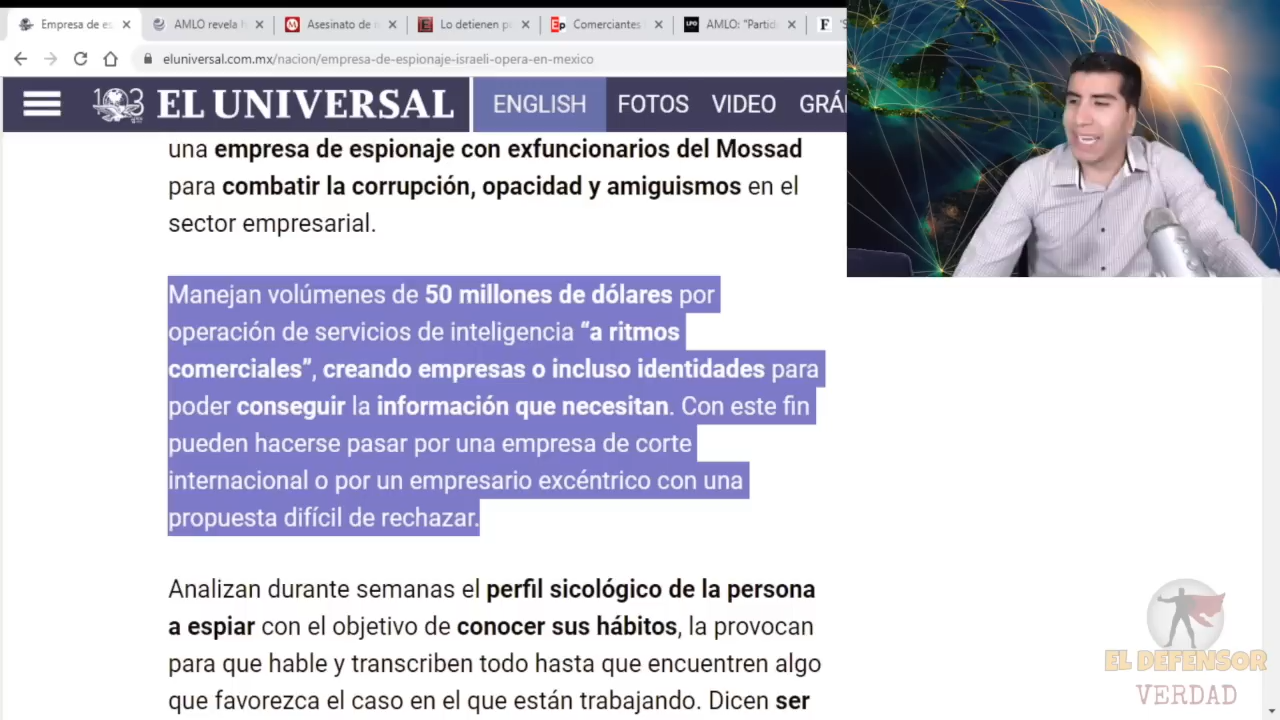 Empresa de es
AMLO revela h
Asesinato de
Lo detienen p
Ep Comerciantes
LPO AMLO: "Partid
F
eluniversal.com.mx/nacion/empresa-de-espionaje-israeli-opera-en-mexico
103 EL UNIVERSAL ENGLISH FOTOS VIDEO GRÁ
una empresa de espionaje con exfuncionarios del Mossad
para combatir la corrupción, opacidad y amiguismos en el
sector empresarial.
Manejan volúmenes de 50 millones de dólares por
operación de servicios de inteligencia “a ritmos
comerciales”, creando empresas o incluso identidades para
poder conseguir la información que necesitan. Con este fin
pueden hacerse pasar por una empresa de corte
internacional o por un empresario excéntrico con una
propuesta difícil de rechazar.
Analizan durante semanas el perfil sicológico de la persona
a espiar con el objetivo de conocer sus hábitos, la provocan
para que hable y transcriben todo hasta que encuentren algo
que favorezca el caso en el que están trabajando. Dicen ser
EL DEFENSOR
VERDAD